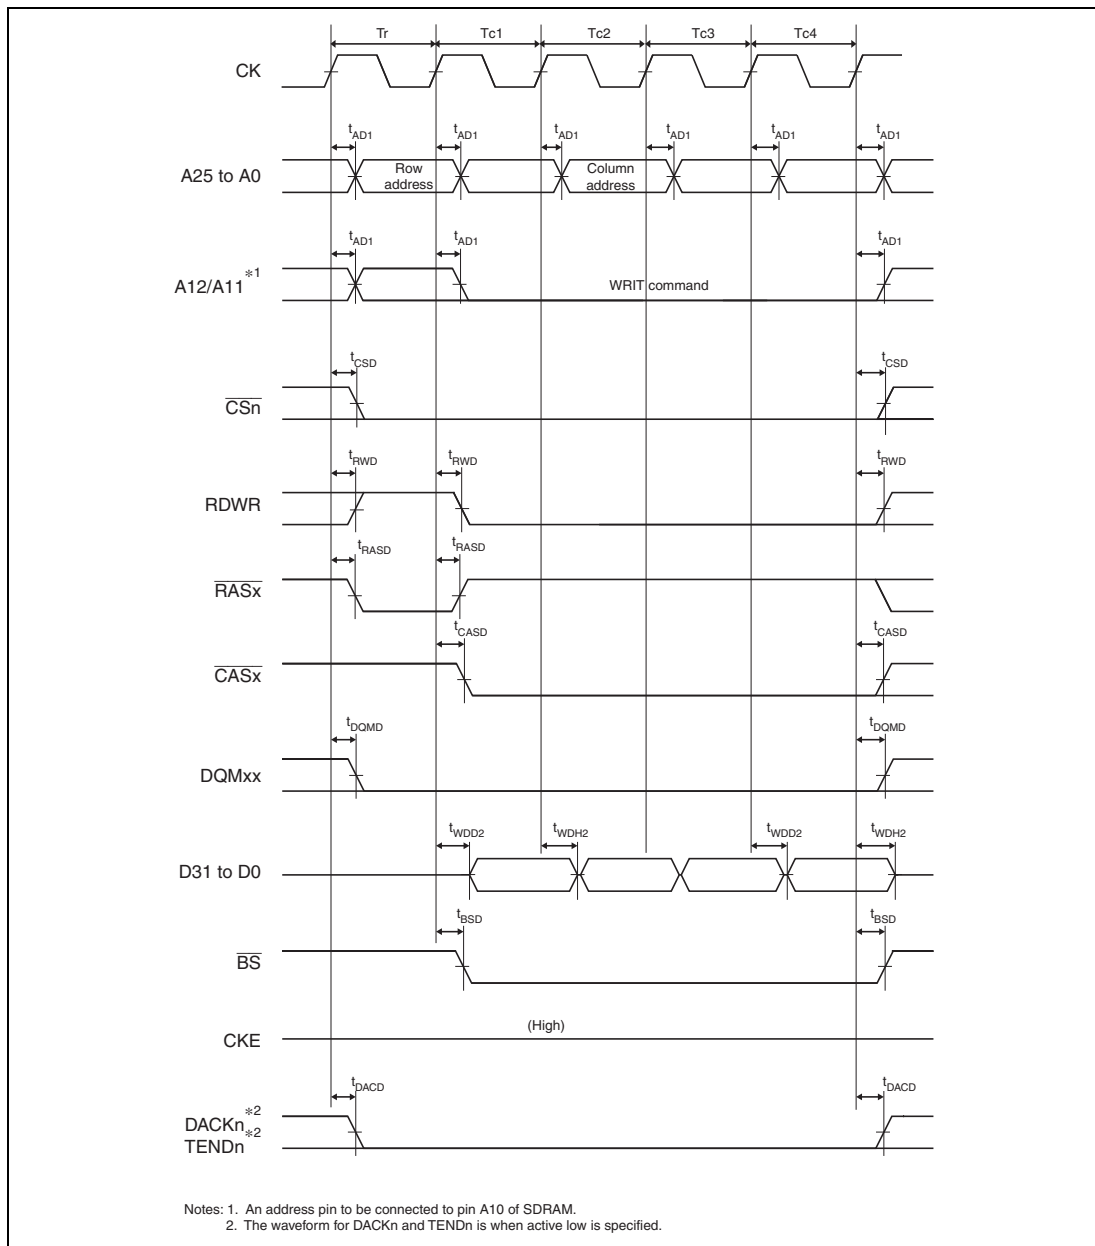 Tr Tc1 Tc2 Tc3 Tc4
CK
tAD1 tAD1 tAD1 tAD1 tAD1 tAD1
A25 to A0
Row address
Column address
tAD1 tAD1 tAD1
A12/A11*1
WRIT command
tCSD tCSD
CSn
tRWD tRWD tRWD
RDWR
tRASD tRASD
RASx
tCASD tCASD
CASx
tDQMD tDQMD
DQMxx
tWDD2 tWDH2 tWDD2 tWDH2
D31 to D0
tBSD tBSD
BS
(High)
CKE
tDACD tDACD
DACKn*2
TENDn*2
Notes: 1. An address pin to be connected to pin A10 of SDRAM.
2. The waveform for DACKn and TENDn is when active low is specified.